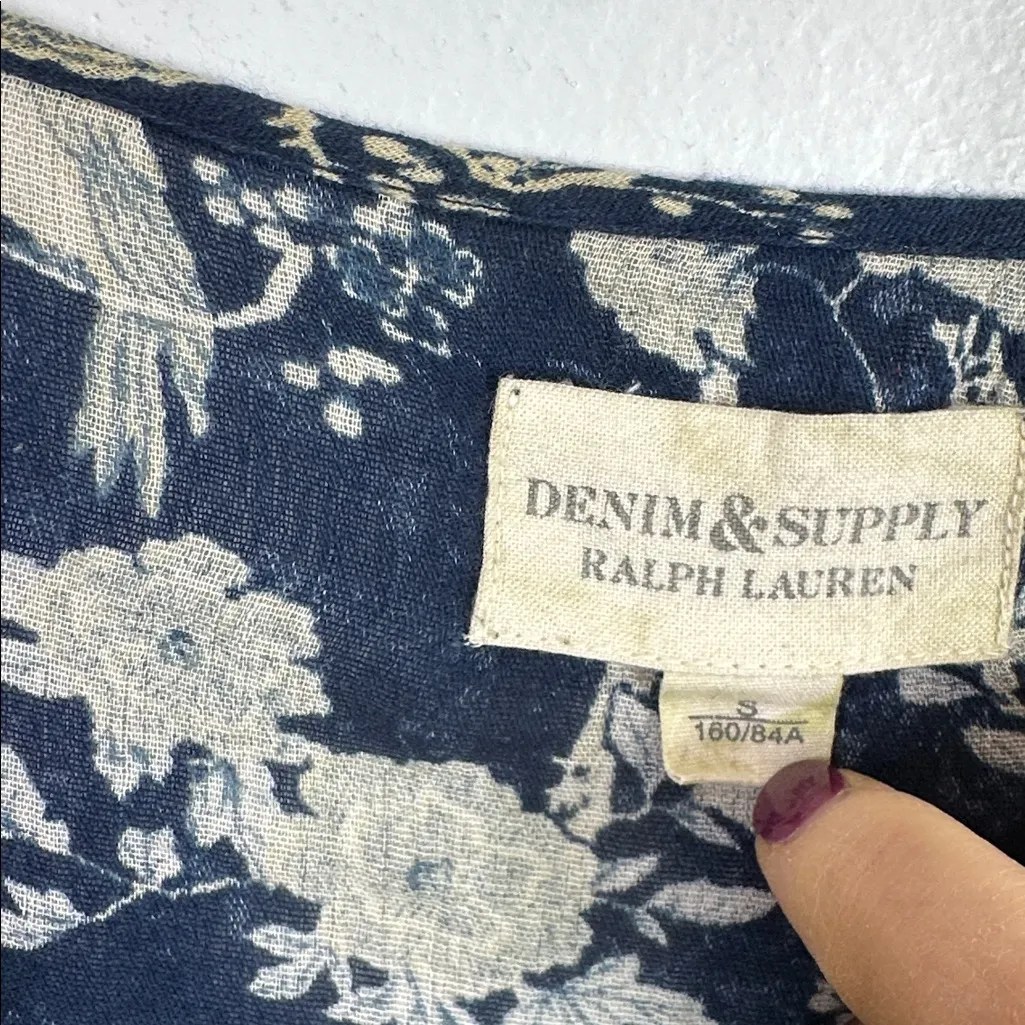 DENIM&SUPPLY
RALPH LAUREN
S
160/84A